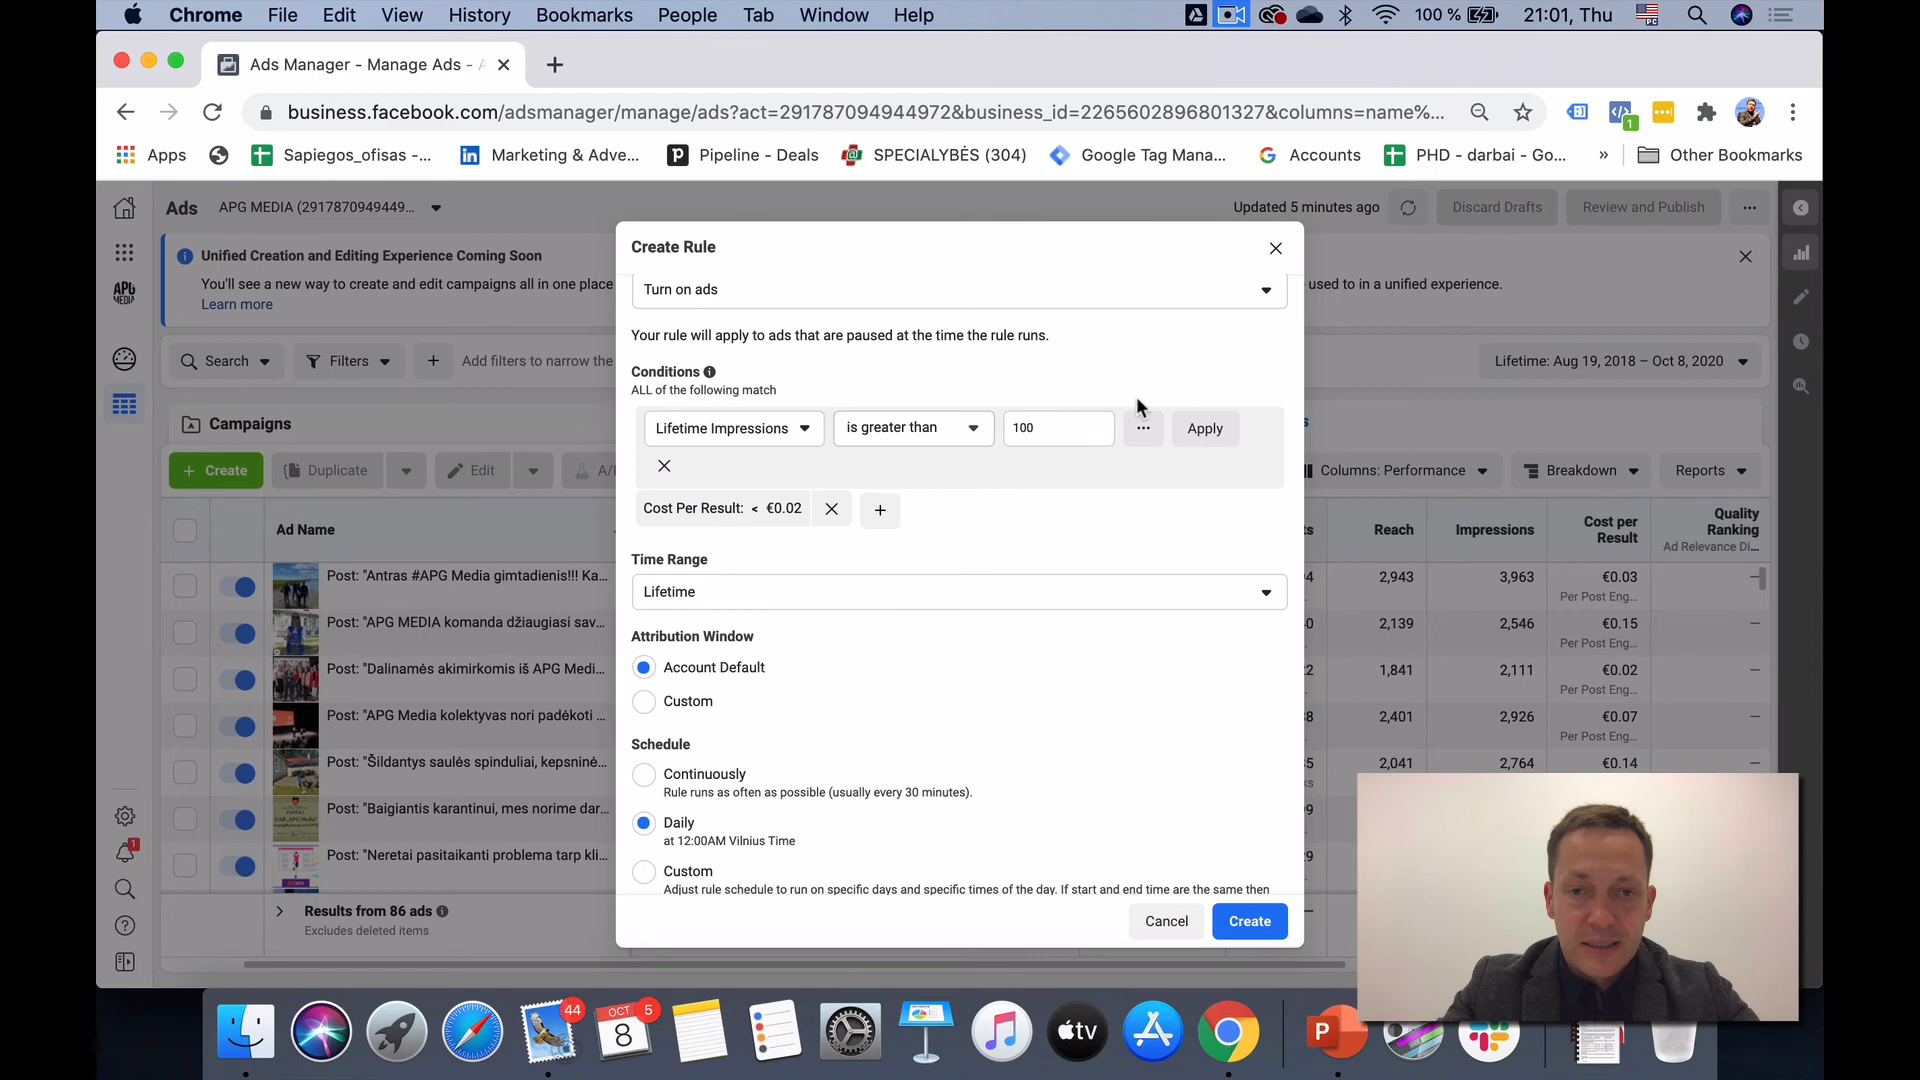 Chrome File Edit View History Bookmarks People Tab Window Help 100 % 21:01, Thu
Ads Manager - Manage Ads - A
business.facebook.com/adsmanager/manage/ads?act=291787094944972&business_id=2265602896801327&columns=name%... 1
Apps Sapiegos_ofisas -... Marketing & Adve... Pipeline - Deals SPECIALYBĖS (304) Google Tag Mana... Accounts PHD - darbai - Go... » Other Bookmarks
Ads APG MEDIA (2917870949449... Updated 5 minutes ago Discard Drafts Review and Publish
Unified Creation and Editing Experience Coming Soon
You'll see a new way to create and edit campaigns all in one place
used to in a unified experience.
Learn more
APG MEDIA
Search Filters Add filters to narrow the Lifetime: Aug 19, 2018 – Oct 8, 2020
Campaigns
Create Duplicate Edit A/ Columns: Performance Breakdown Reports
Ad Name Reach Impressions Cost per Result Quality Ranking
Ad Relevance Di...
Post: "Antras #APG Media gimtadienis!!! Ka... 2,943 3,963 €0.03 —
Per Post Eng...
Post: "APG MEDIA komanda džiaugiasi sav... 2,139 2,546 €0.15 —
Per Post Eng...
Post: "Dalinamės akimirkomis iš APG Medi... 1,841 2,111 €0.02 —
Per Post Eng...
Post: "APG Media kolektyvas nori padėkoti ... 2,401 2,926 €0.07 —
Per Post Eng...
Post: "Šildantys saulės spinduliai, kepsninė... 2,041 2,764 €0.14 —
Post: "Baigiantis karantinui, mes norime dar...
Post: "Neretai pasitaikanti problema tarp kli...
1
Results from 86 ads
Excludes deleted items
Create Rule
Turn on ads
Your rule will apply to ads that are paused at the time the rule runs.
Conditions
ALL of the following match
Lifetime Impressions is greater than 100 ... Apply
Cost Per Result: < €0.02
Time Range
Lifetime
Attribution Window
Account Default
Custom
Schedule
Continuously
Rule runs as often as possible (usually every 30 minutes).
Daily
at 12:00AM Vilnius Time
Custom
Adjust rule schedule to run on specific days and specific times of the day. If start and end time are the same then
Cancel Create
44 OCT 8 5 tv P